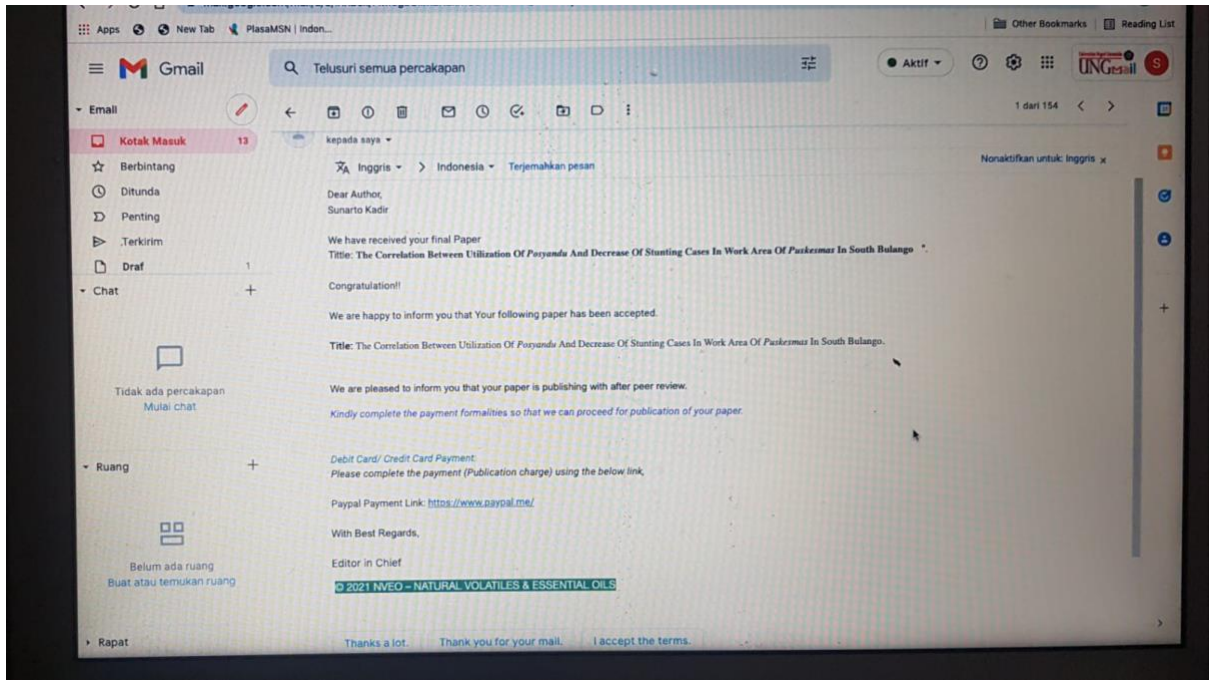 Apps New Tab PlasaMSN | Indon... Other Bookmarks Reading List
Gmail Telusuri semua percakapan Aktif UNGmail S
Email 1 dari 154
Kotak Masuk 13
Berbintang
Ditunda
Penting
Terkirim
Draf 1
Chat
Tidak ada percakapan
Mulai chat
Ruang
Belum ada ruang
Buat atau temukan ruang
Rapat
kepada saya
Inggris > Indonesia Terjemahkan pesan Nonaktifkan untuk: Inggris x
Dear Author,
Sunarto Kadir
We have received your final Paper
Tittle: The Correlation Between Utilization Of Posyandu And Decrease Of Stunting Cases In Work Area Of Puskesmas In South Bulango ".
Congratulation!!
We are happy to inform you that Your following paper has been accepted.
Title: The Correlation Between Utilization Of Posyandu And Decrease Of Stunting Cases In Work Area Of Puskesmas In South Bulango.
We are pleased to inform you that your paper is publishing with after peer review.
Kindly complete the payment formalities so that we can proceed for publication of your paper.
Debit Card/ Credit Card Payment:
Please complete the payment (Publication charge) using the below link,
Paypal Payment Link: https://www.paypal.me/
With Best Regards,
Editor in Chief
© 2021 NVEO – NATURAL VOLATILES & ESSENTIAL OILS
Thanks a lot. Thank you for your mail. I accept the terms.